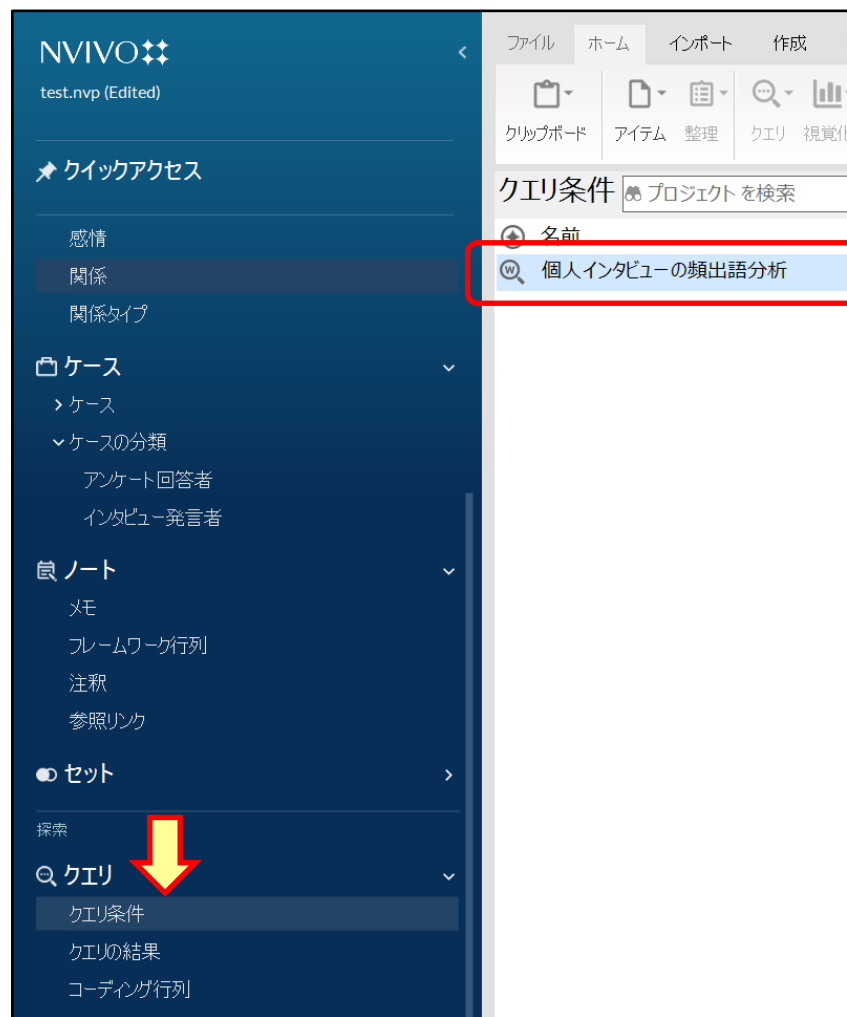 NVIVO
test.nvp (Edited)
クイックアクセス
感情
関係
関係タイプ
ケース
ケース
ケースの分類
アンケート回答者
インタビュー発言者
ノート
メモ
フレームワーク行列
注釈
参照リンク
セット
探索
クエリ
クエリ条件
クエリの結果
コーディング行列
ファイル ホーム インポート 作成
クリップボード アイテム 整理 クエリ 視覚化
クエリ条件 プロジェクト を検索
名前
個人インタビューの頻出語分析